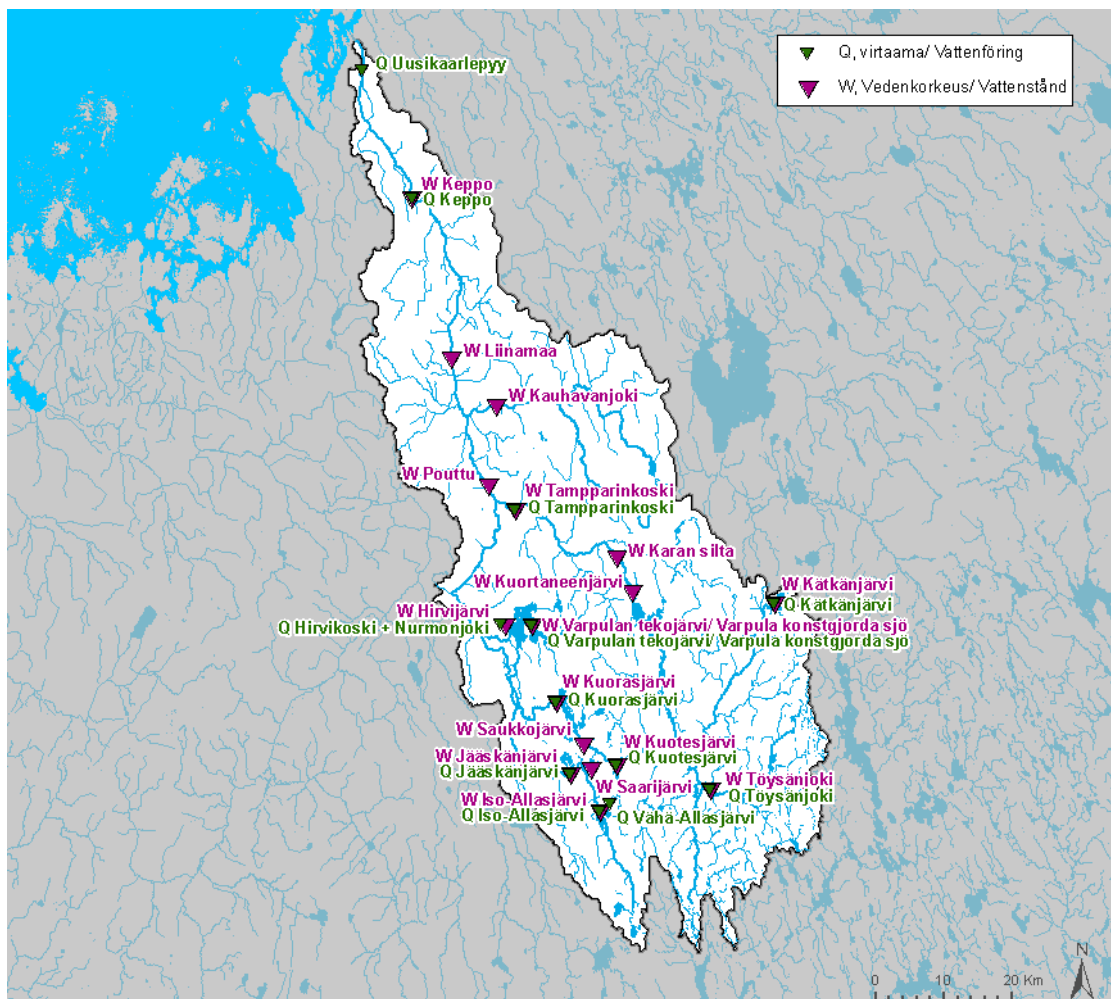 Q, virtaama/ Vattenföring
W, Vedenkorkeus/ Vattenstånd
Q Uusikaarlepyy
W Keppo
Q Keppo
W Liinamaa
W Kauhavanjoki
W Pouttu
W Tampparinkoski
Q Tampparinkoski
W Karan silta
W Kuortaneenjärvi
W Kätkänjärvi
Q Kätkänjärvi
W Hirvijärvi
Q Hirvikoski + Nurmonjoki
W Varpulan tekojärvi/ Varpula konstgjorda sjö
Q Varpulan tekojärvi/ Varpula konstgjorda sjö
W Kuorasjärvi
Q Kuorasjärvi
W Saukkojärvi
W Kuotesjärvi
Q Kuotesjärvi
W Jääskänjärvi
Q Jääskänjärvi
W Saarijärvi
W Töysänjoki
Q Töysänjoki
W Iso-Allasjärvi
Q Iso-Allasjärvi
Q Vähä-Allasjärvi
N
0 10 20 Km